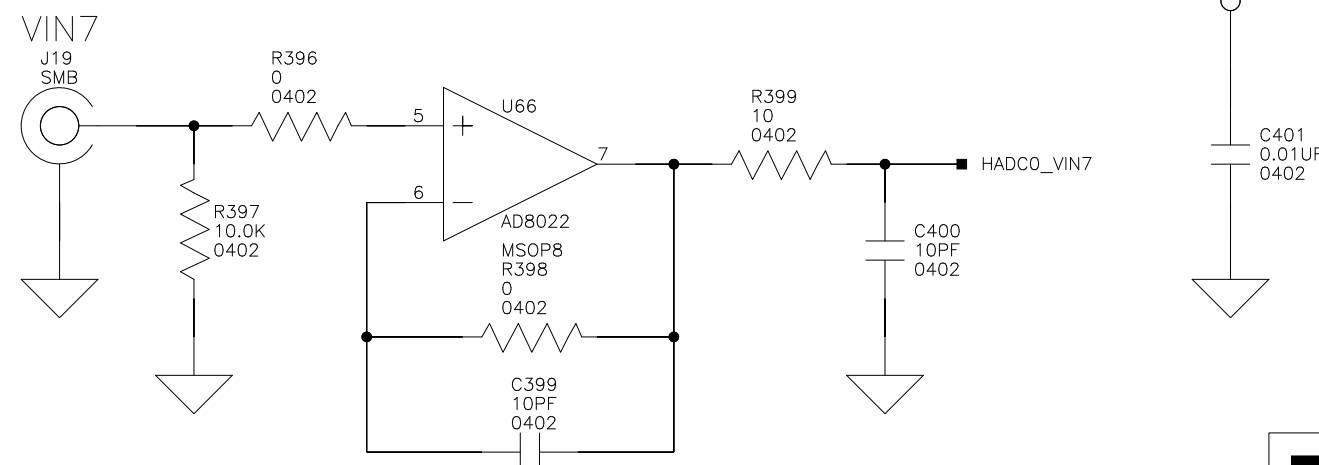 VIN7
J19
SMB
R396
0
0402
5
+
U66
7
6
−
AD8022
MSOP8
R397
10.0K
0402
R398
0
0402
C399
10PF
0402
R399
10
0402
HADC0_VIN7
C400
10PF
0402
C401
0.01UF
0402